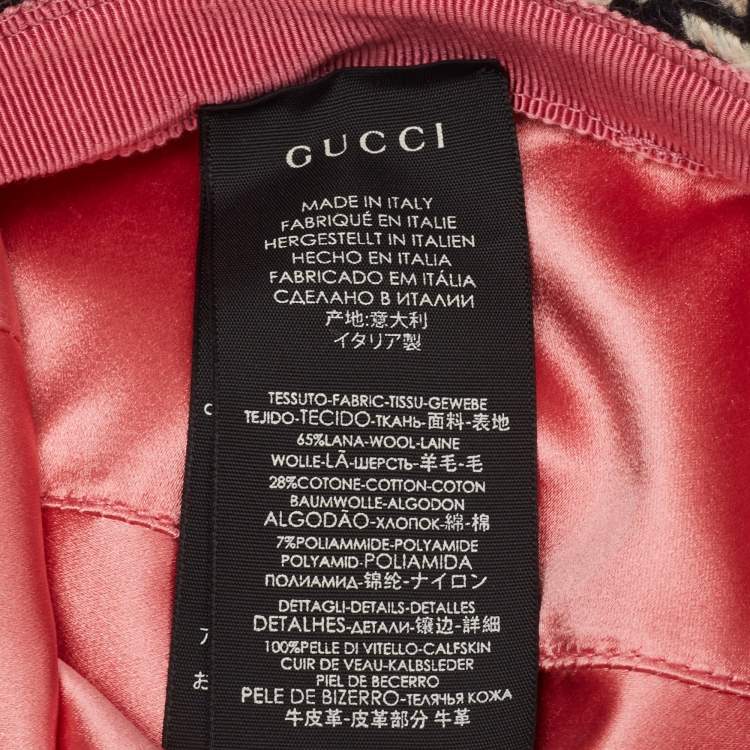 GUCCI
MADE IN ITALY
FABRIQUÉ EN ITALIE
HERGESTELLT IN ITALIEN
HECHO EN ITALIA
FABRICADO EM ITÁLIA
СДЕЛАНО В ИТАЛИИ
产地:意大利
イタリア製
TESSUTO-FABRIC-TISSU-GEWEBE
TEJIDO-TECIDO-ТКАНЬ-面料-表地
65%LANA-WOOL-LAINE
WOLLE-LÃ-ШЕРСТЬ-羊毛-毛
28%COTONE-COTTON-COTON
BAUMWOLLE-ALGODON
ALGODÃO-ХЛОПОК-綿-棉
7%POLIAMMIDE-POLYAMIDE
POLYAMID-POLIAMIDA
ПОЛИАМИД-锦纶-ナイロン
DETTAGLI-DETAILS-DETALLES
DETALHES-ДЕТАЛИ-镶边-詳細
100%PELLE DI VITELLO-CALFSKIN
CUIR DE VEAU-KALBSLEDER
PIEL DE BECERRO
PELE DE BIZERRO-ТЕЛЯЧЬЯ КОЖА
牛皮革-皮革部分 牛革